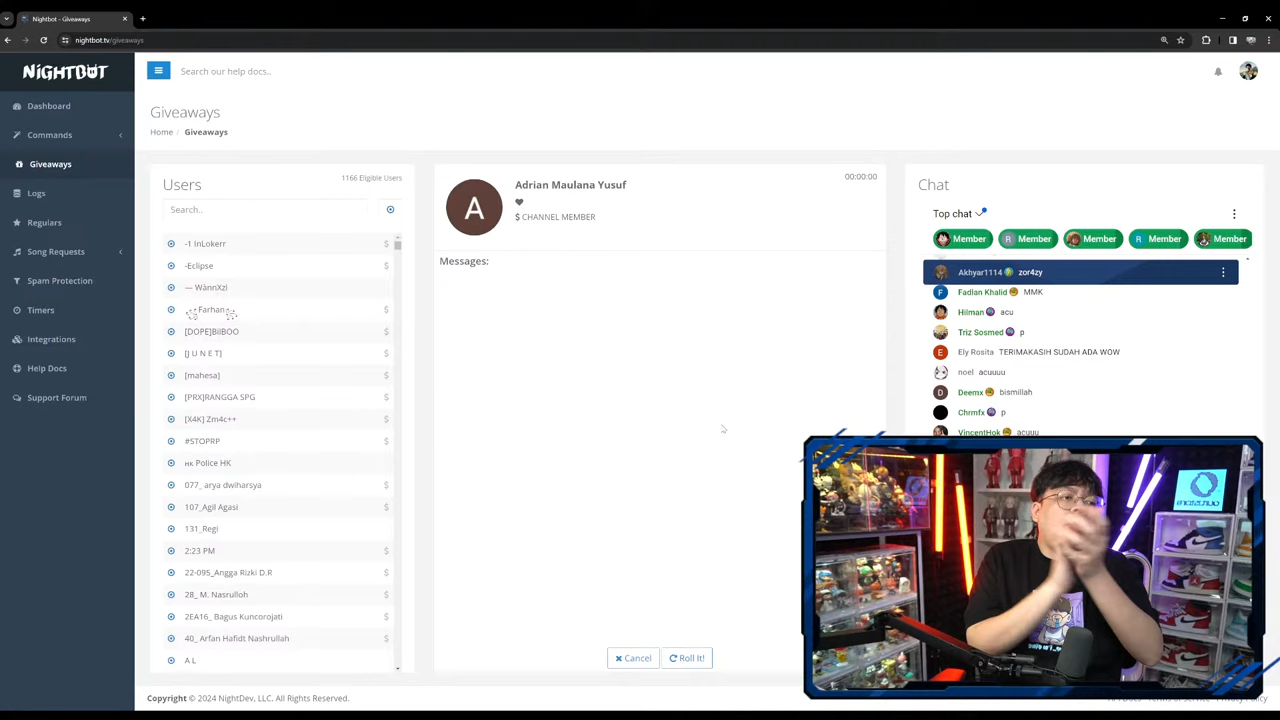 Nightbot - Giveaways
nightbot.tv/giveaways
NIGHTBOT
Search our help docs..
Dashboard
Commands
Giveaways
Logs
Regulars
Song Requests
Spam Protection
Timers
Integrations
Help Docs
Support Forum
Giveaways
Home / Giveaways
Users
1166 Eligible Users
Search..
-1 InLokerr $
-Eclipse $
— WànnXzi
Farhan $
[DOPE]BiiBOO
[J U N E T]
[mahesa] $
[PRX]RANGGA SPG
[X4K] Zm4c++ $
#STOPRP $
нк Police HK
077_ arya dwiharsya $
107_Agil Agasi $
131_Regi
2:23 PM $
22-095_Angga Rizki D.R
28_ M. Nasrulloh
2EA16_ Bagus Kuncorojati $
40_ Arfan Hafidt Nashrullah $
A L
A
Adrian Maulana Yusuf
00:00:00
$ CHANNEL MEMBER
Messages:
Cancel
Roll It!
Chat
Top chat
Member R Member Member R Member Member
Akhyar1114 zor4zy
F Fadlan Khalid MMK
Hilman acu
Triz Sosmed p
E Ely Rosita TERIMAKASIH SUDAH ADA WOW
noel acuuuu
D Deemx bismillah
Chrmfx p
VincentHok acuuu
Copyright © 2024 NightDev, LLC. All Rights Reserved.